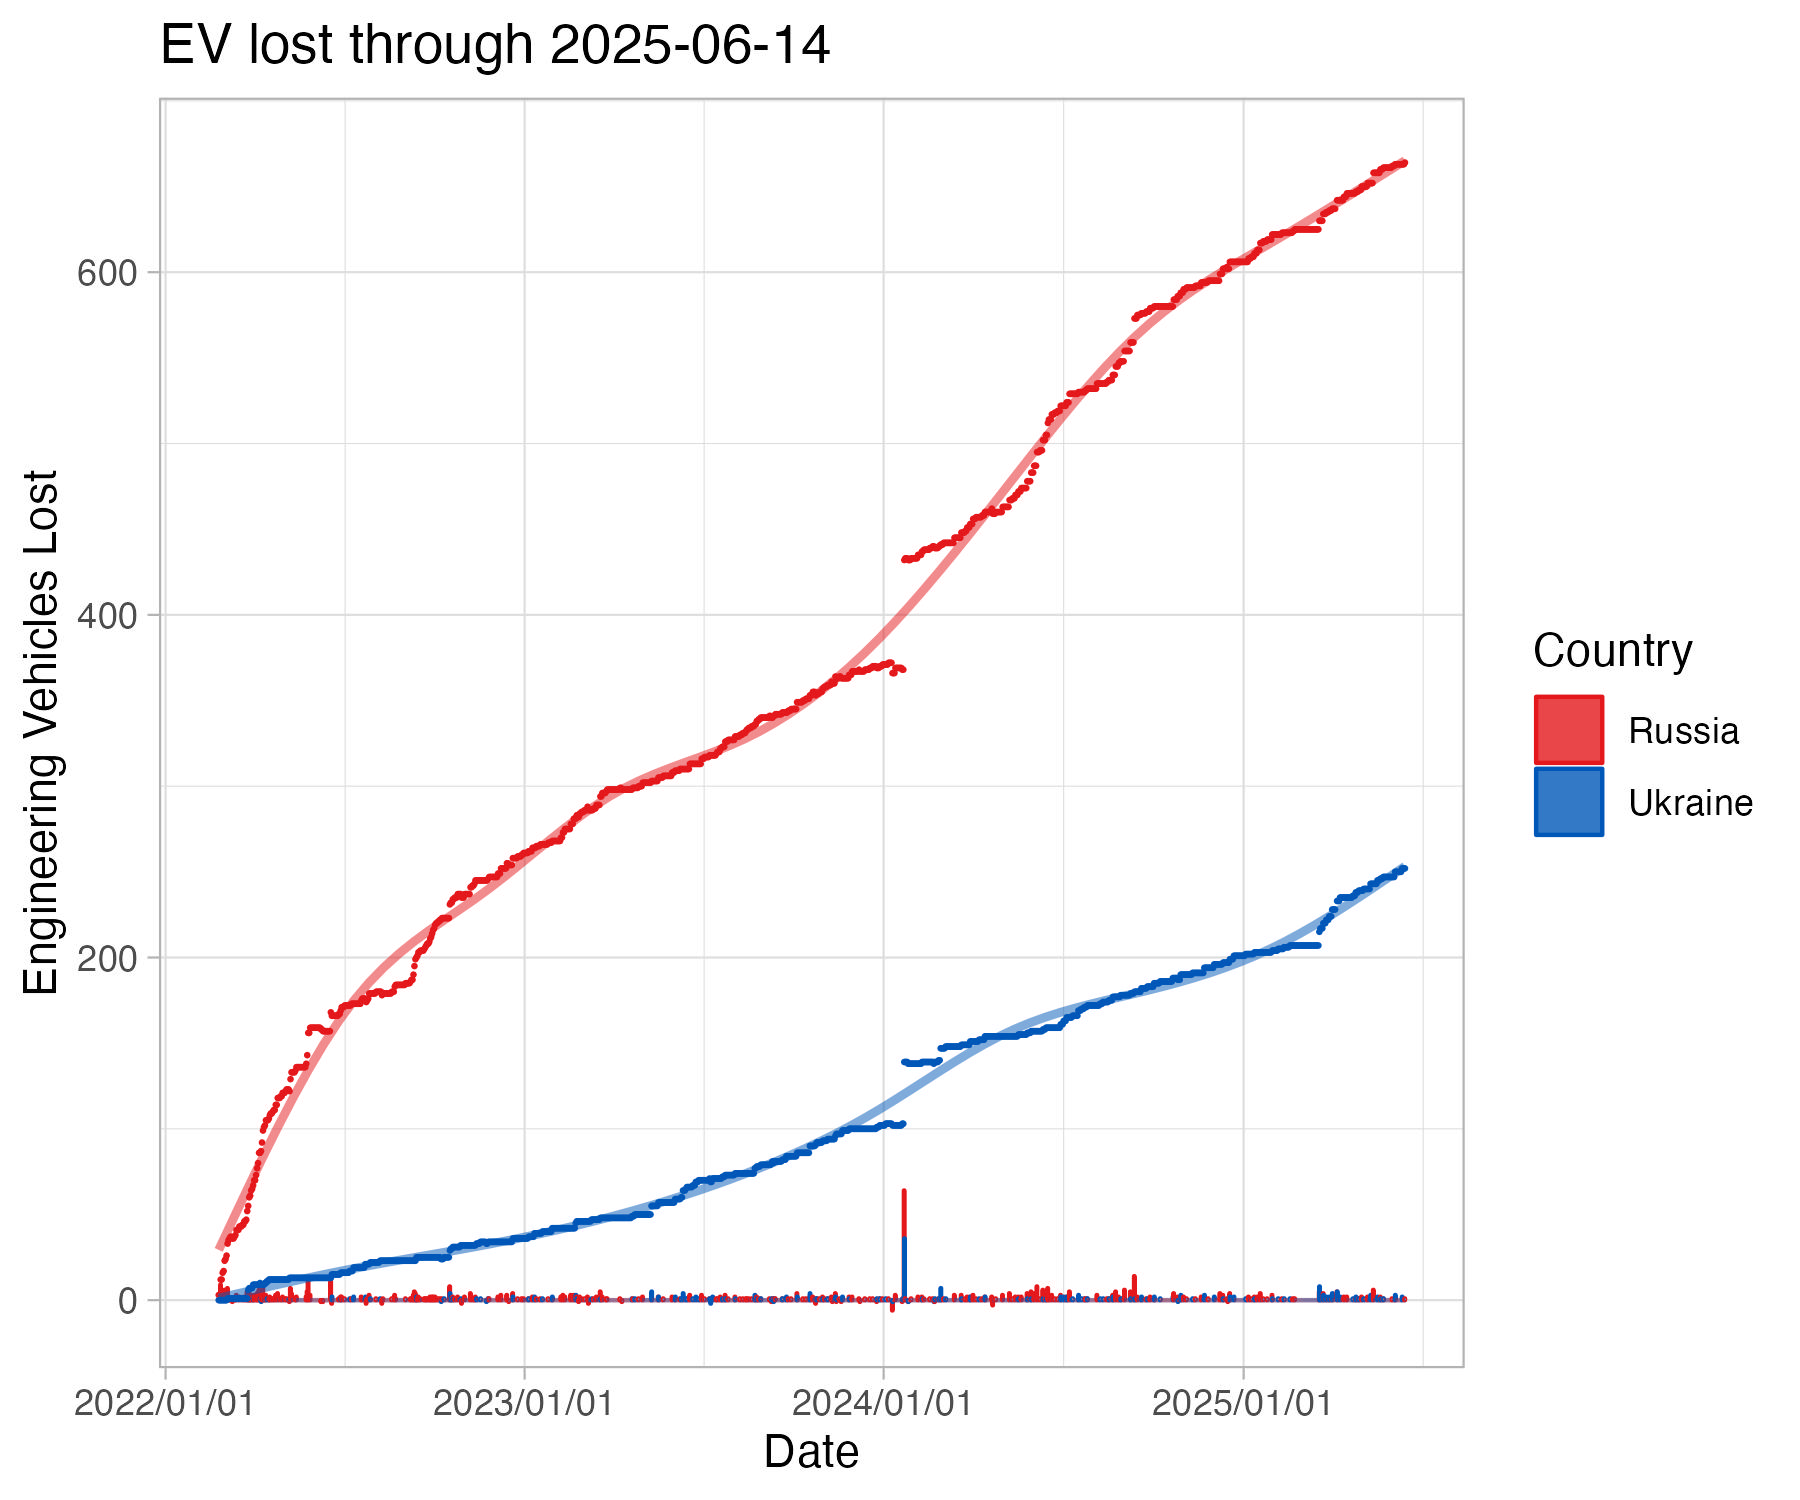 EV lost through 2025-06-14
Engineering Vehicles Lost
600
400
200
0
2022/01/01
2023/01/01
2024/01/01
2025/01/01
Date
Country
Russia
Ukraine